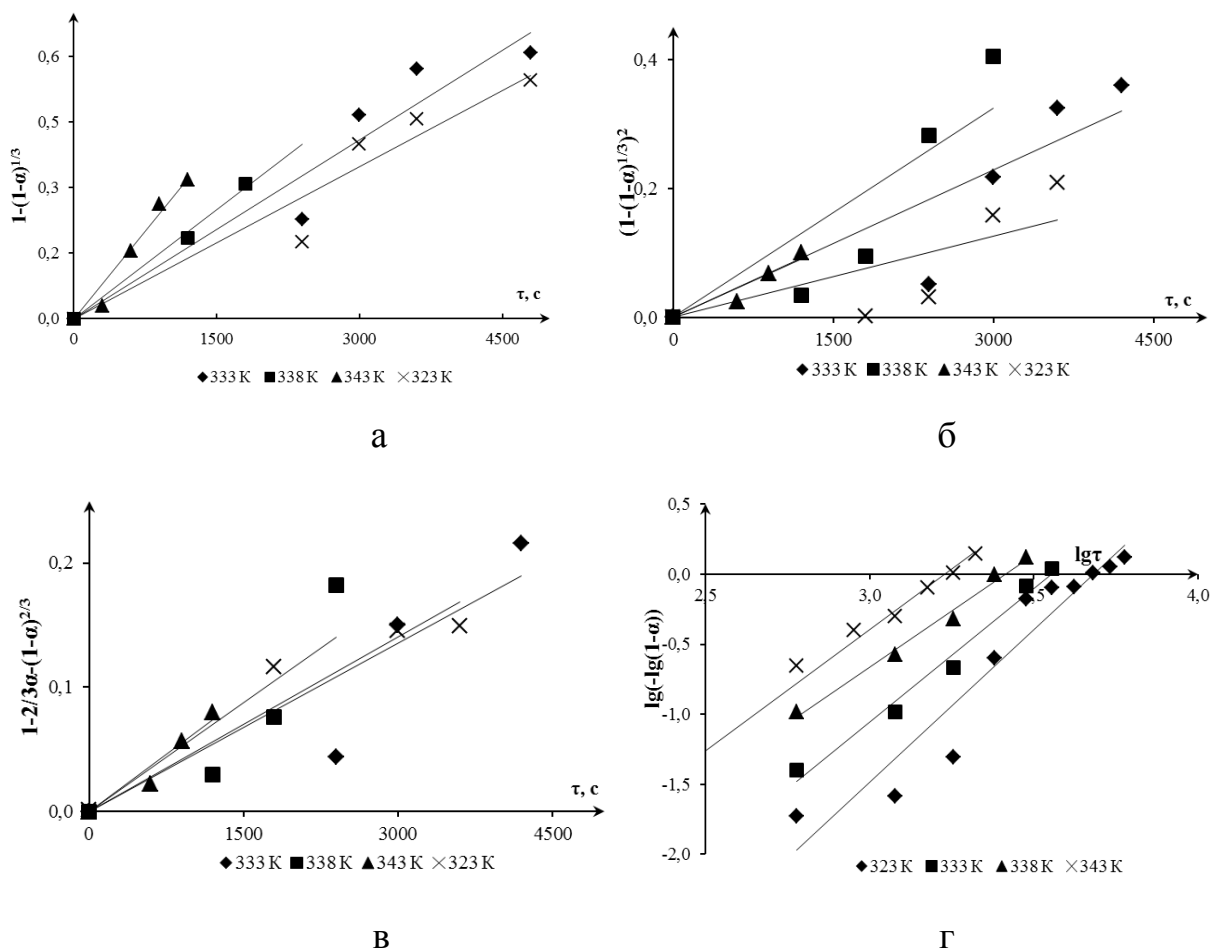 1-(1-α)^1/3
0,6
0,5
0,3
0,2
0,0
τ, с
0 1500 3000 4500
333 К 338 К 343 К 323 К
а
(1-(1-α)^1/3)^2
0,4
0,2
0,0
τ, с
0 1500 3000 4500
333 К 338 К 343 К 323 К
б
1-2/3α-(1-α)^2/3
0,2
0,1
0,0
τ, с
0 1500 3000 4500
333 К 338 К 343 К 323 К
в
lg(-lg(1-α))
0,5
lgτ
0,0
2,5 3,0 3,5 4,0
-0,5
-1,0
-1,5
-2,0
323 К 333 К 338 К 343 К
г